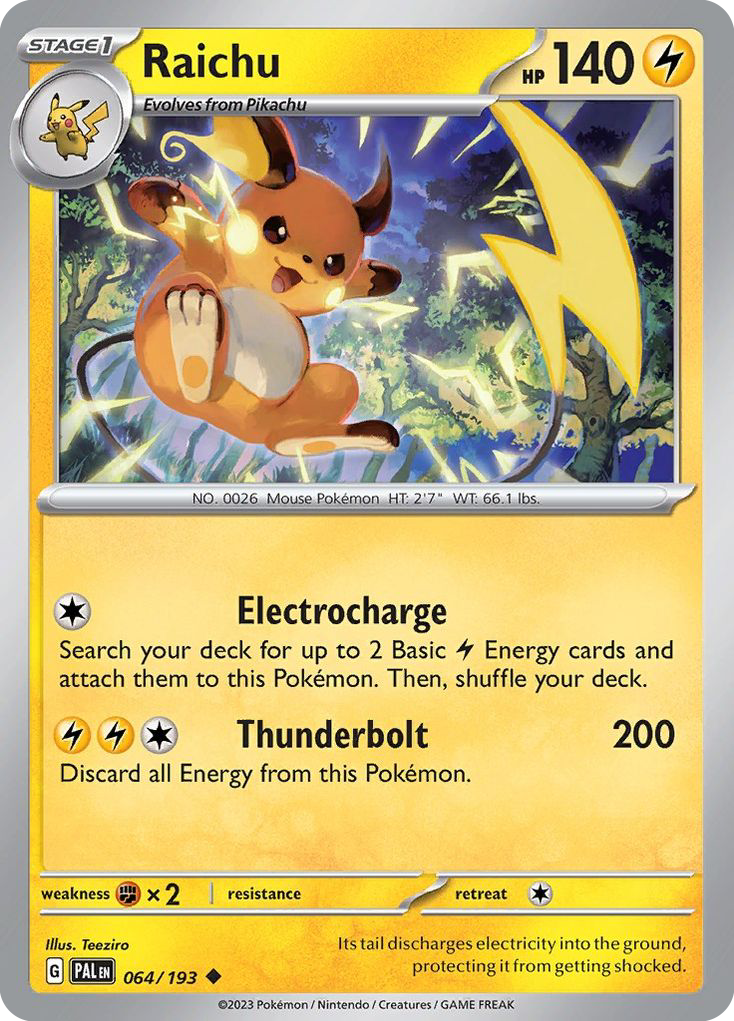 STAGE1
Raichu
HP 140
Evolves from Pikachu
NO. 0026 Mouse Pokémon HT: 2'7" WT: 66.1 lbs.
Electrocharge
Search your deck for up to 2 Basic Energy cards and
attach them to this Pokémon. Then, shuffle your deck.
Thunderbolt 200
Discard all Energy from this Pokémon.
weakness ×2 resistance retreat
Illus. Teeziro
Its tail discharges electricity into the ground,
protecting it from getting shocked.
G PAL EN 064/193
©2023 Pokémon / Nintendo / Creatures / GAME FREAK